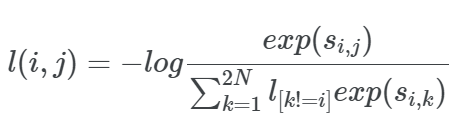 l(i, j) = −log exp(s_{i,j}) / ∑_{k=1}^{2N} l_{[k!=i]} exp(s_{i,k})